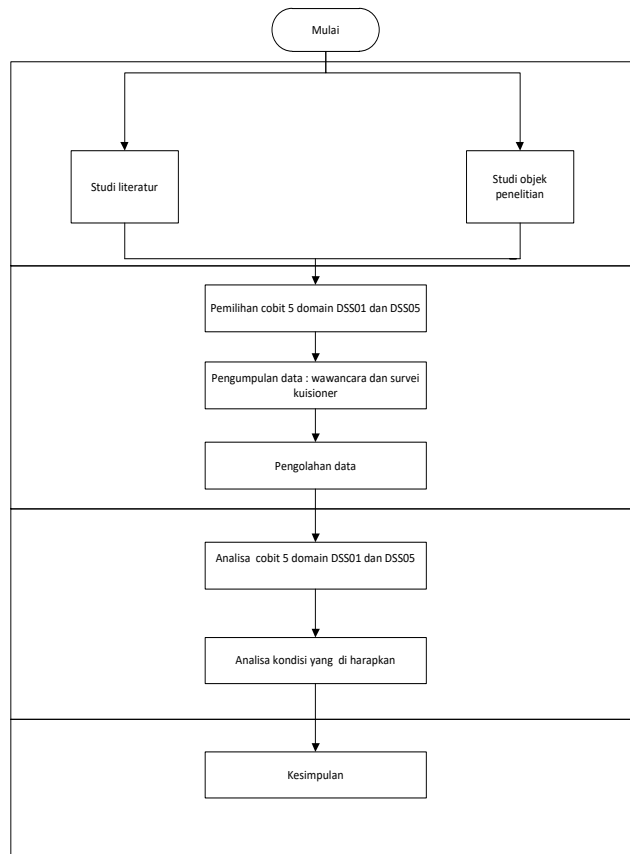 Mulai
Studi literatur
Studi objek
penelitian
Pemilihan cobit 5 domain DSS01 dan DSS05
Pengumpulan data : wawancara dan survei
kuisioner
Pengolahan data
Analisa cobit 5 domain DSS01 dan DSS05
Analisa kondisi yang di harapkan
Kesimpulan